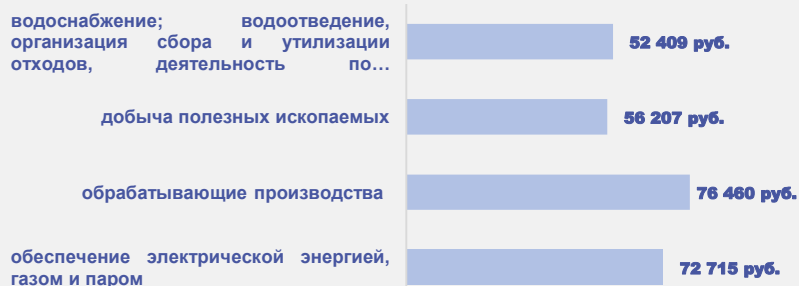 водоснабжение; водоотведение,
организация сбора и утилизации
отходов, деятельность по…
52 409 руб.
добыча полезных ископаемых
56 207 руб.
обрабатывающие производства
76 460 руб.
обеспечение электрической энергией,
газом и паром
72 715 руб.